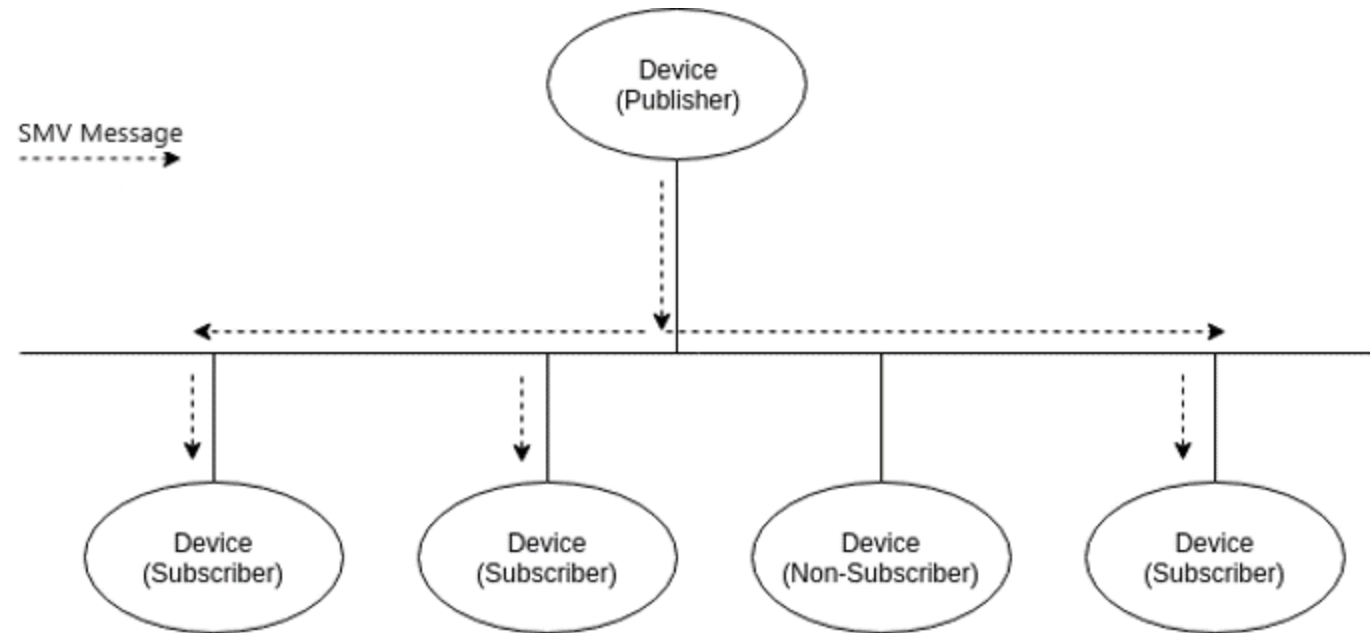 Device
(Publisher)
SMV Message
Device
(Subscriber)
Device
(Subscriber)
Device
(Non-Subscriber)
Device
(Subscriber)